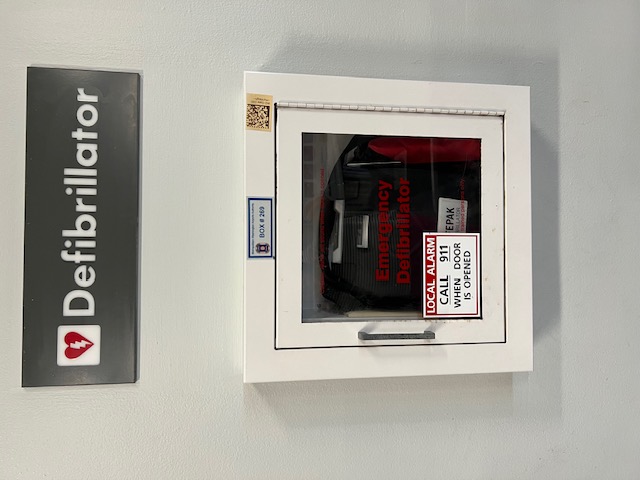 Defibrillator
BOX # 269
Emergency
Defibrillator
LOCAL ALARM
CALL 911
WHEN DOOR
IS OPENED